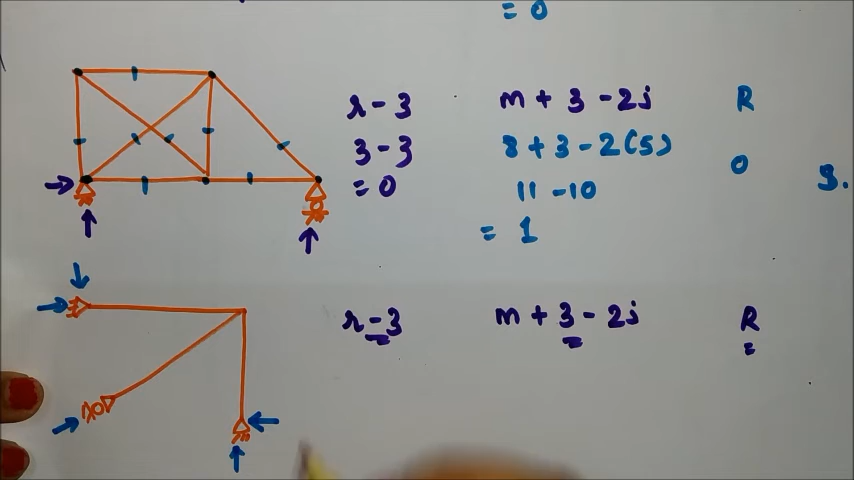 = 0
r - 3 m + 3 - 2j R
3 - 3 8 + 3 - 2(5) 0
= 0 11 - 10
= 1
r - 3 m + 3 - 2j R